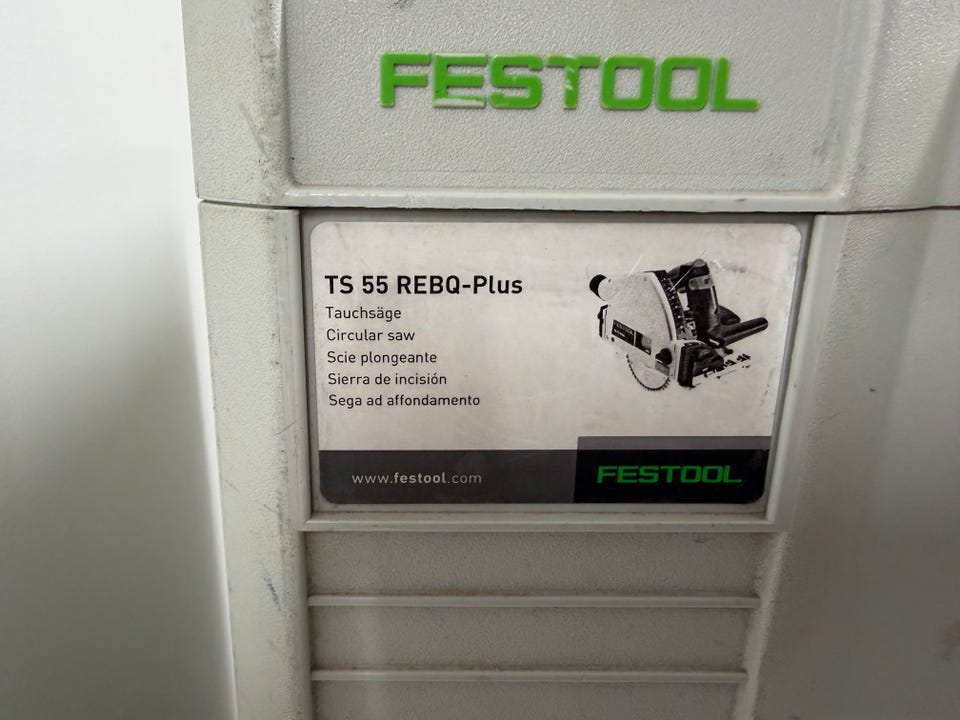 FESTOOL
TS 55 REBQ-Plus
Tauchsäge
Circular saw
Scie plongeante
Sierra de incisión
Sega ad affondamento
www.festool.com
FESTOOL